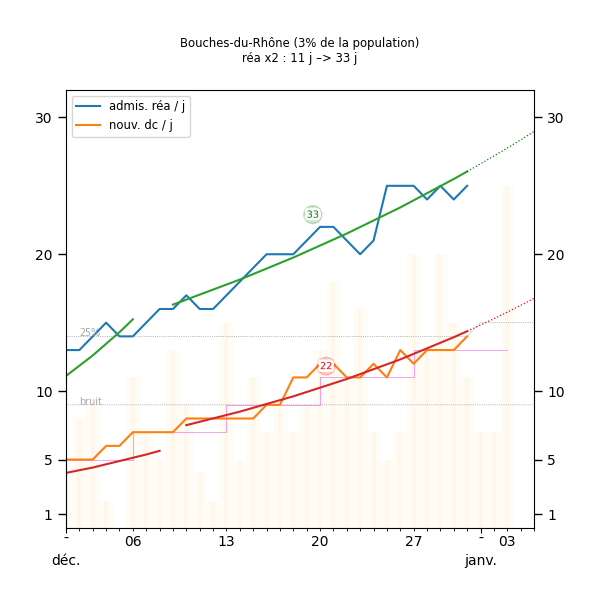 Bouches-du-Rhône (3% de la population)
réa x2 : 11 j –> 33 j
admis. réa / j
nouv. dc / j
30
30
33
20
20
25%
22
10
10
bruit
5
5
1
1
- 06 13 20 27 - 03
déc. janv.